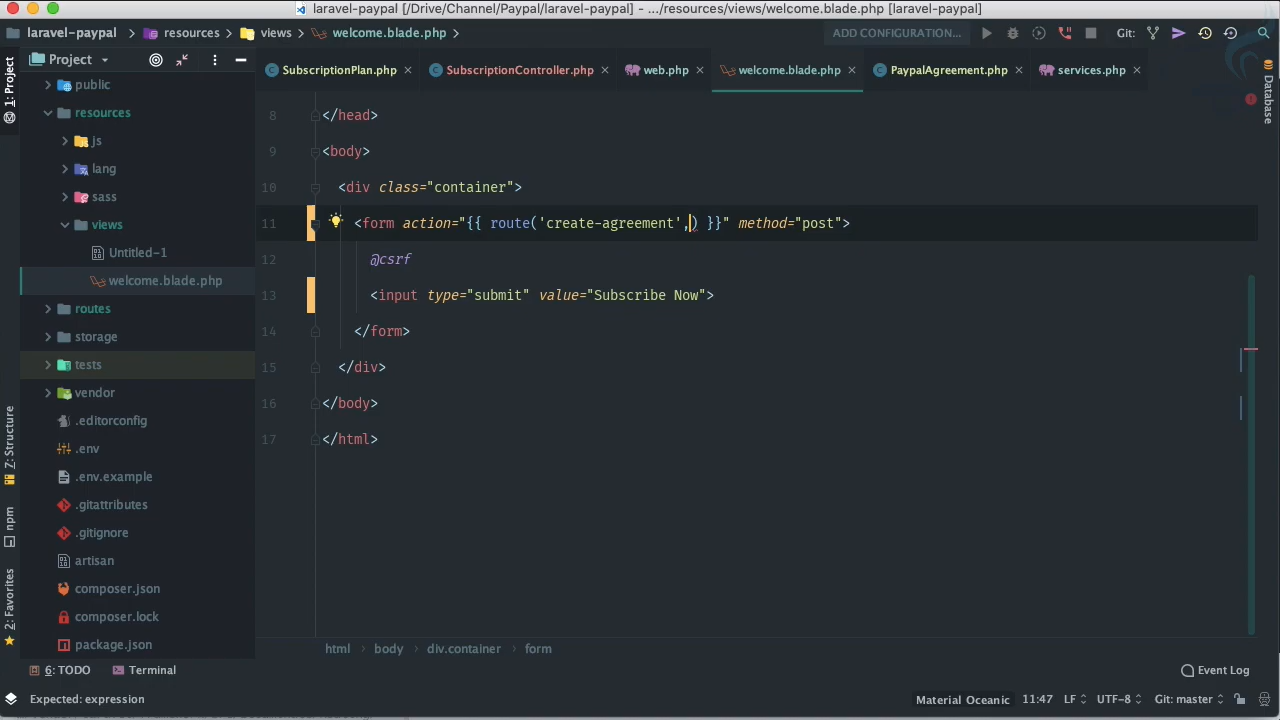 laravel-paypal [/Drive/Channel/Paypal/laravel-paypal] - .../resources/views/welcome.blade.php [laravel-paypal]
laravel-paypal resources views welcome.blade.php ADD CONFIGURATION... Git:
Project
SubscriptionPlan.php SubscriptionController.php web.php welcome.blade.php PaypalAgreement.php services.php
1: Project
Z: Structure
npm
2: Favorites
Database
public
resources
js
lang
sass
views
Untitled-1
welcome.blade.php
routes
storage
tests
vendor
.editorconfig
.env
.env.example
.gitattributes
.gitignore
artisan
composer.json
composer.lock
package.json
8 </head>
9 <body>
10 <div class="container">
11 <form action="{{ route('create-agreement',) }}" method="post">
12 @csrf
13 <input type="submit" value="Subscribe Now">
14 </form>
15 </div>
16 </body>
17 </html>
html body div.container form
6: TODO Terminal Event Log
Expected: expression Material Oceanic 11:47 LF UTF-8 Git: master